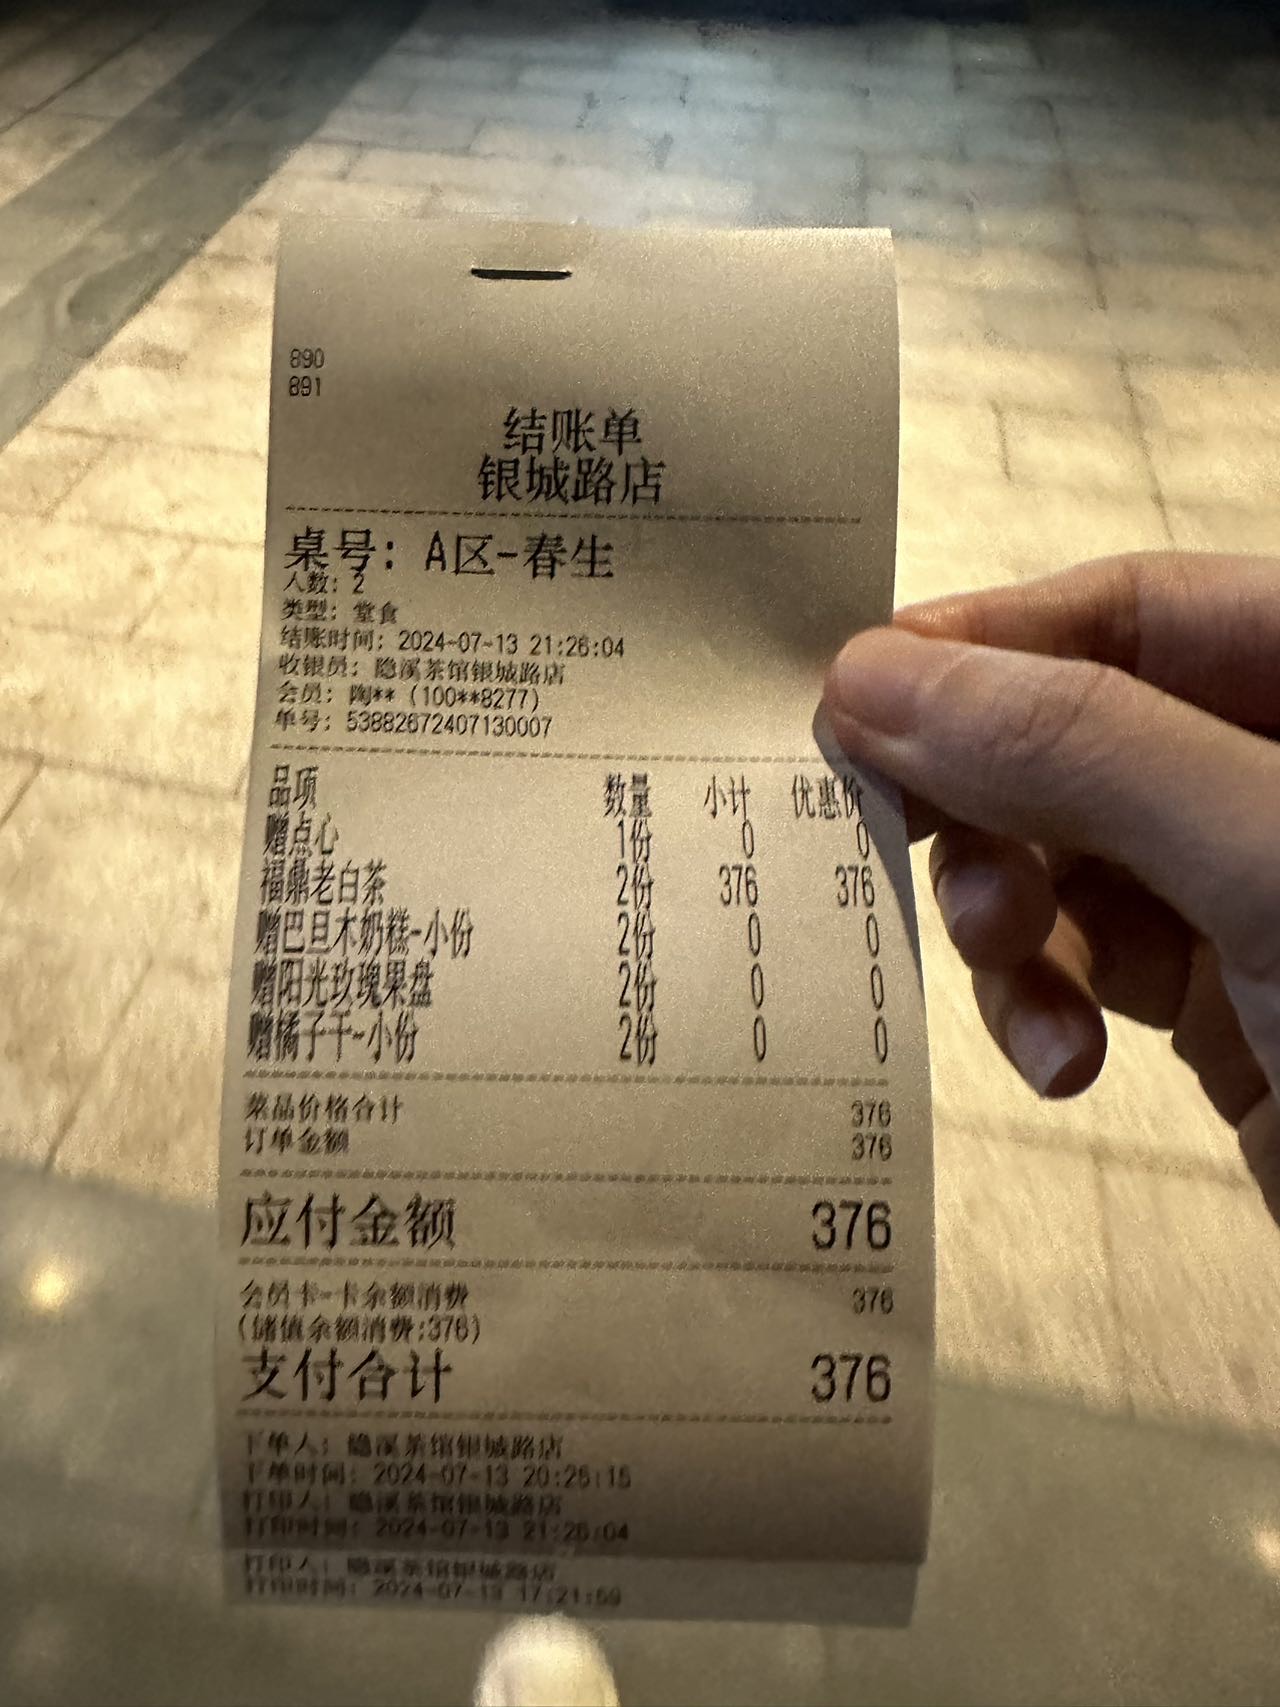 890
891
结账单
银城路店
桌号: A区-春生
人数: 2
类型: 堂食
结账时间: 2024-07-13 21:26:04
收银员: 隐溪茶馆银城路店
会员: 陶** (100**8277)
单号: 53882672407130007
品项 数量 小计 优惠价
赠点心 1份 0 0
福鼎老白茶 2份 376 376
赠巴旦木奶糕-小份 2份 0 0
赠阳光玫瑰果盘 2份 0 0
赠橘子干-小份 2份 0 0
菜品价格合计 376
订单金额 376
应付金额 376
会员卡-卡余额消费 376
(储值余额消费:376)
支付合计 376
下单人: 隐溪茶馆银城路店
下单时间: 2024-07-13 20:25:15
打印人: 隐溪茶馆银城路店
打印时间: 2024-07-13 21:26:04
打印人: 隐溪茶馆银城路店
打印时间: 2024-07-13 17:21:59